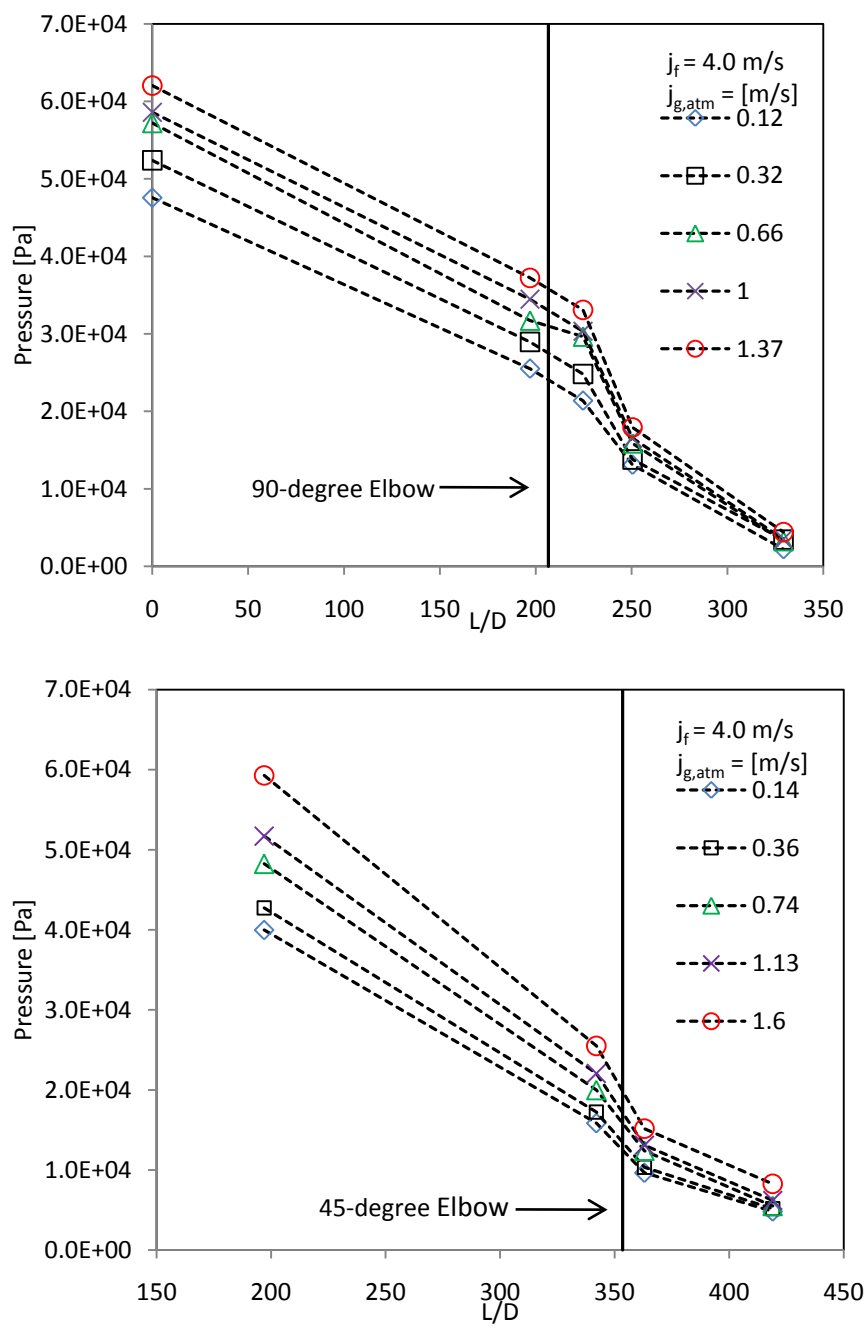 7.0E+04
6.0E+04
5.0E+04
4.0E+04
3.0E+04
2.0E+04
1.0E+04
0.0E+00
Pressure [Pa]
j_f = 4.0 m/s
j_g,atm = [m/s]
0.12
0.32
0.66
1
1.37
90-degree Elbow
0 50 100 150 200 250 300 350
L/D
7.0E+04
6.0E+04
5.0E+04
4.0E+04
3.0E+04
2.0E+04
1.0E+04
0.0E+00
Pressure [Pa]
j_f = 4.0 m/s
j_g,atm = [m/s]
0.14
0.36
0.74
1.13
1.6
45-degree Elbow
150 200 250 300 350 400 450
L/D